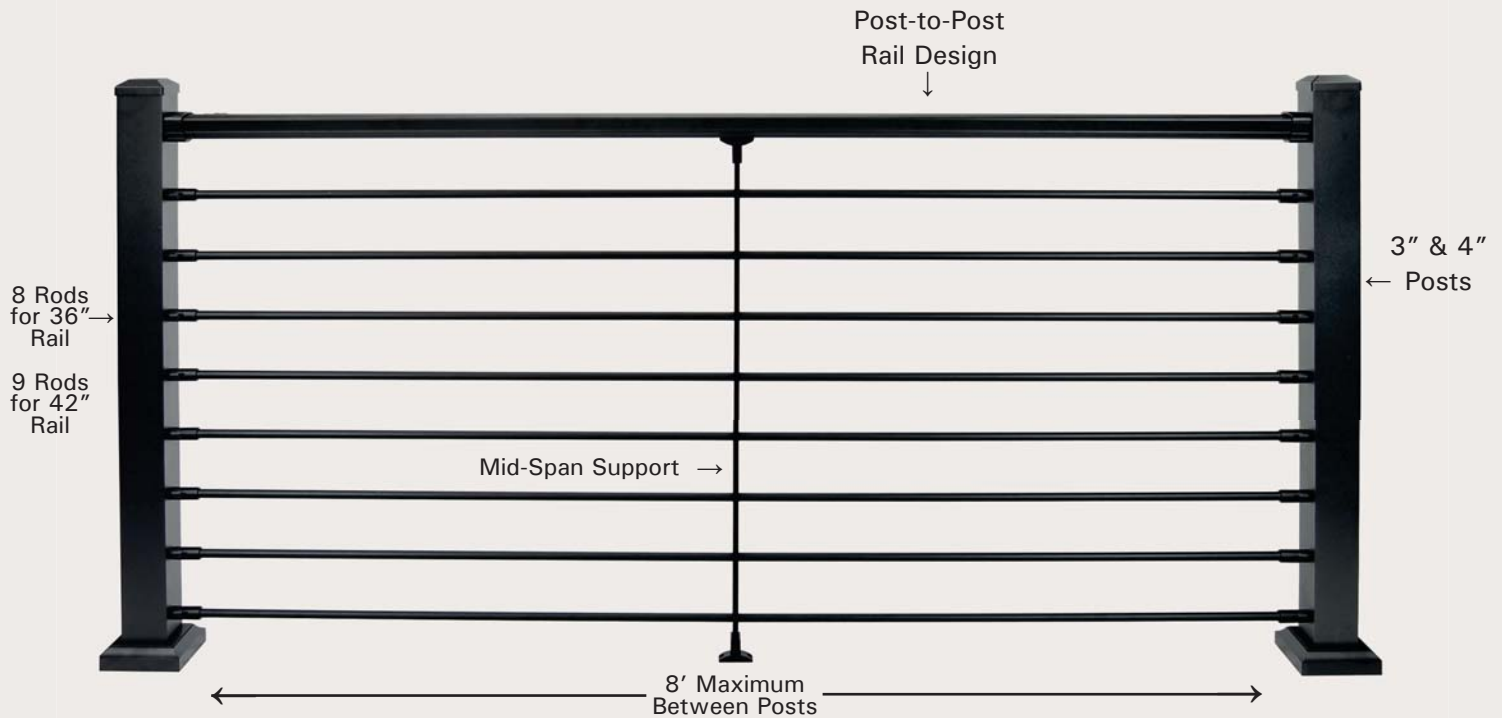 Post-to-Post
Rail Design
↓
8 Rods
for 36” →
Rail
9 Rods
for 42”
Rail
3” & 4”
← Posts
Mid-Span Support →
8’ Maximum
Between Posts